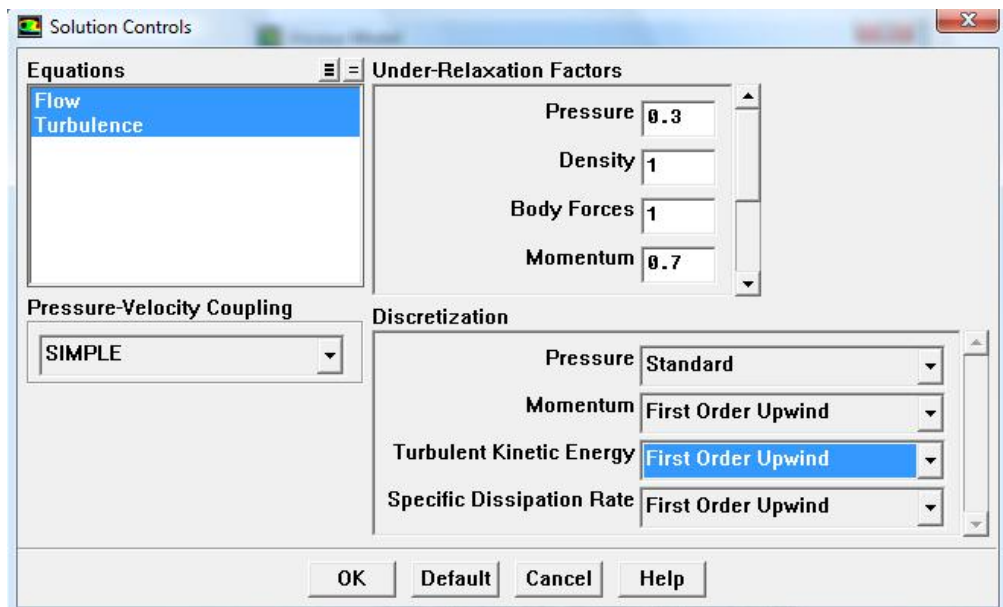 Solution Controls
Equations
Flow
Turbulence
Under-Relaxation Factors
Pressure 0.3
Density 1
Body Forces 1
Momentum 0.7
Pressure-Velocity Coupling
SIMPLE
Discretization
Pressure Standard
Momentum First Order Upwind
Turbulent Kinetic Energy First Order Upwind
Specific Dissipation Rate First Order Upwind
OK Default Cancel Help